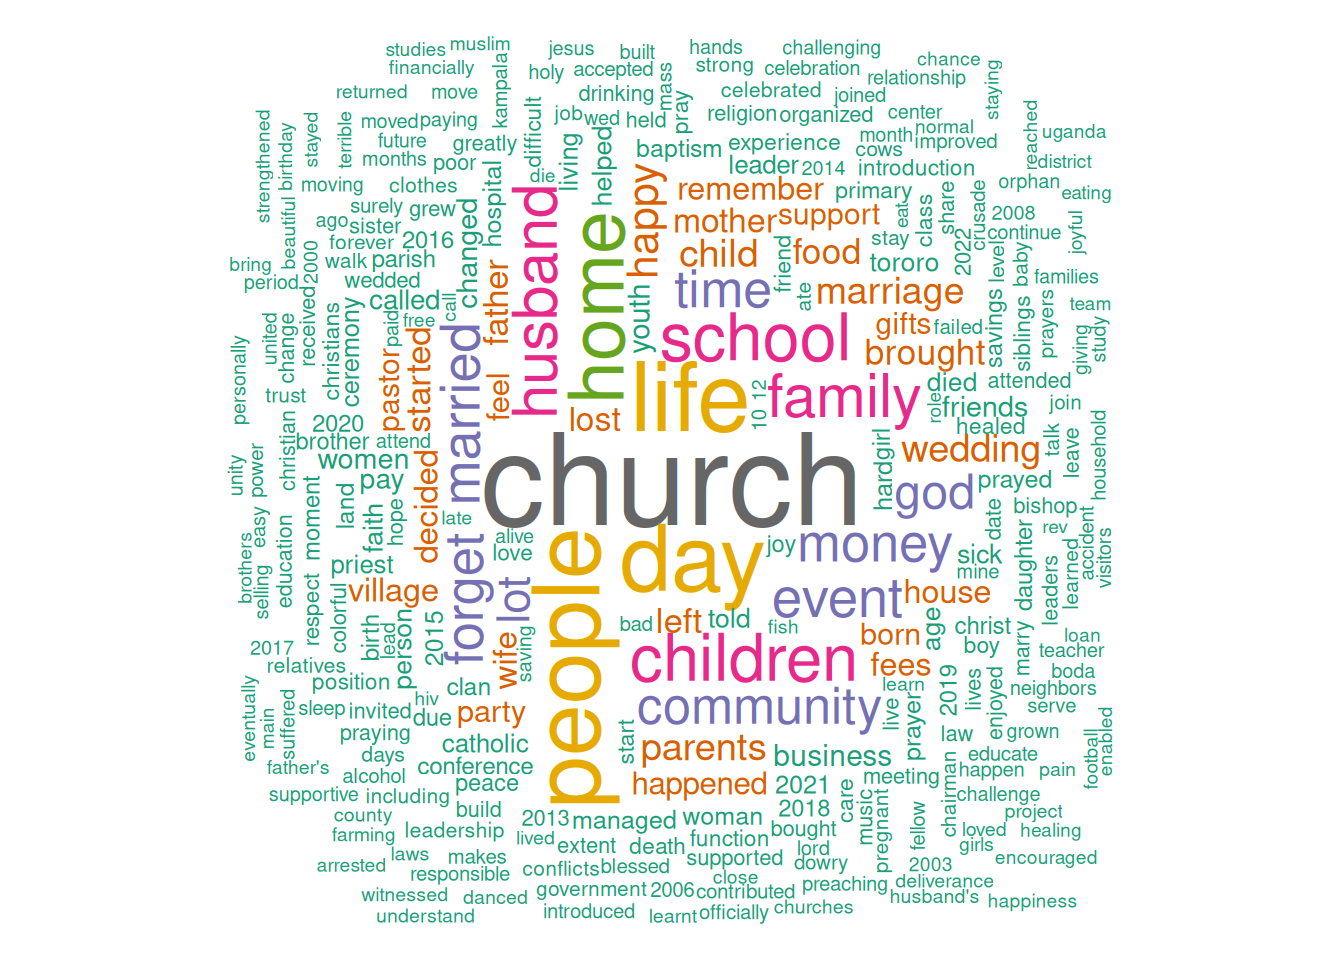 church
people
day
life
home
husband
school
family
children
community
event
money
god
time
married
forget
lot
happy
remember
mother
support
child
food
marriage
gifts
brought
wedding
house
born
fees
left
parents
happened
party
wife
village
decided
started
pastor
father
feel
lost
studies
muslim
financially
jesus
built
hands
challenging
strong
celebration
chance
relationship
staying
holy
accepted
mass
kampala
returned
move
drinking
celebrated
joined
pray
religion
organized
center
job
wed
held
moved
paying
difficult
strengthened
birthday
beautiful
stayed
terrible
future
months
greatly
poor
living
helped
baptism
experience
month
normal
improved
cows
leader
2014
introduction
reached
uganda
district
orphan
eating
moving
clothes
die
hospital
primary
surely
grew
ago
sister
changed
forever
2016
walk
parish
wedded
called
call
2000
bring
period
received
friend
eat
ate
stay
class
share
crusade
2008
continue
joyful
tororo
2022
level
baby
families
savings
siblings
prayers
team
giving
study
failed
youth
personally
united
change
christians
ceremony
paid
free
trust
2020
brother
attend
women
pay
10
12
died
attended
role
friends
join
healed
talk
leave
household
hard
girl
prayed
unity
power
christian
land
faith
hope
late
alive
love
joy
bishop
date
rev
sick
mine
accident
visitors
learned
leaders
daughter
brothers
easy
selling
education
moment
respect
colorful
priest
birth
lead
person
2015
2017
relatives
position
bad
told
fish
saving
age
christ
boy
marry
loan
teacher
boda
neighbors
serve
clan
hiv
due
sleep
invited
praying
days
eventually
main
suffered
father's
alcohol
catholic
conference
peace
supportive
including
build
start
business
learn
live
prayer
2019
lives
enjoyed
law
grown
educate
happen
pain
football
enabled
meeting
2021
2018
care
music
pregnant
chairman
challenge
project
county
farming
leadership
2013
managed
woman
lived
extent
death
function
bought
lord
supported
dowry
fellow
loved
healing
girls
encouraged
2003
arrested
laws
makes
responsible
conflicts
blessed
close
preaching
deliverance
witnessed
danced
government
2006
contributed
husband's
happiness
understand
introduced
learnt
officially
churches